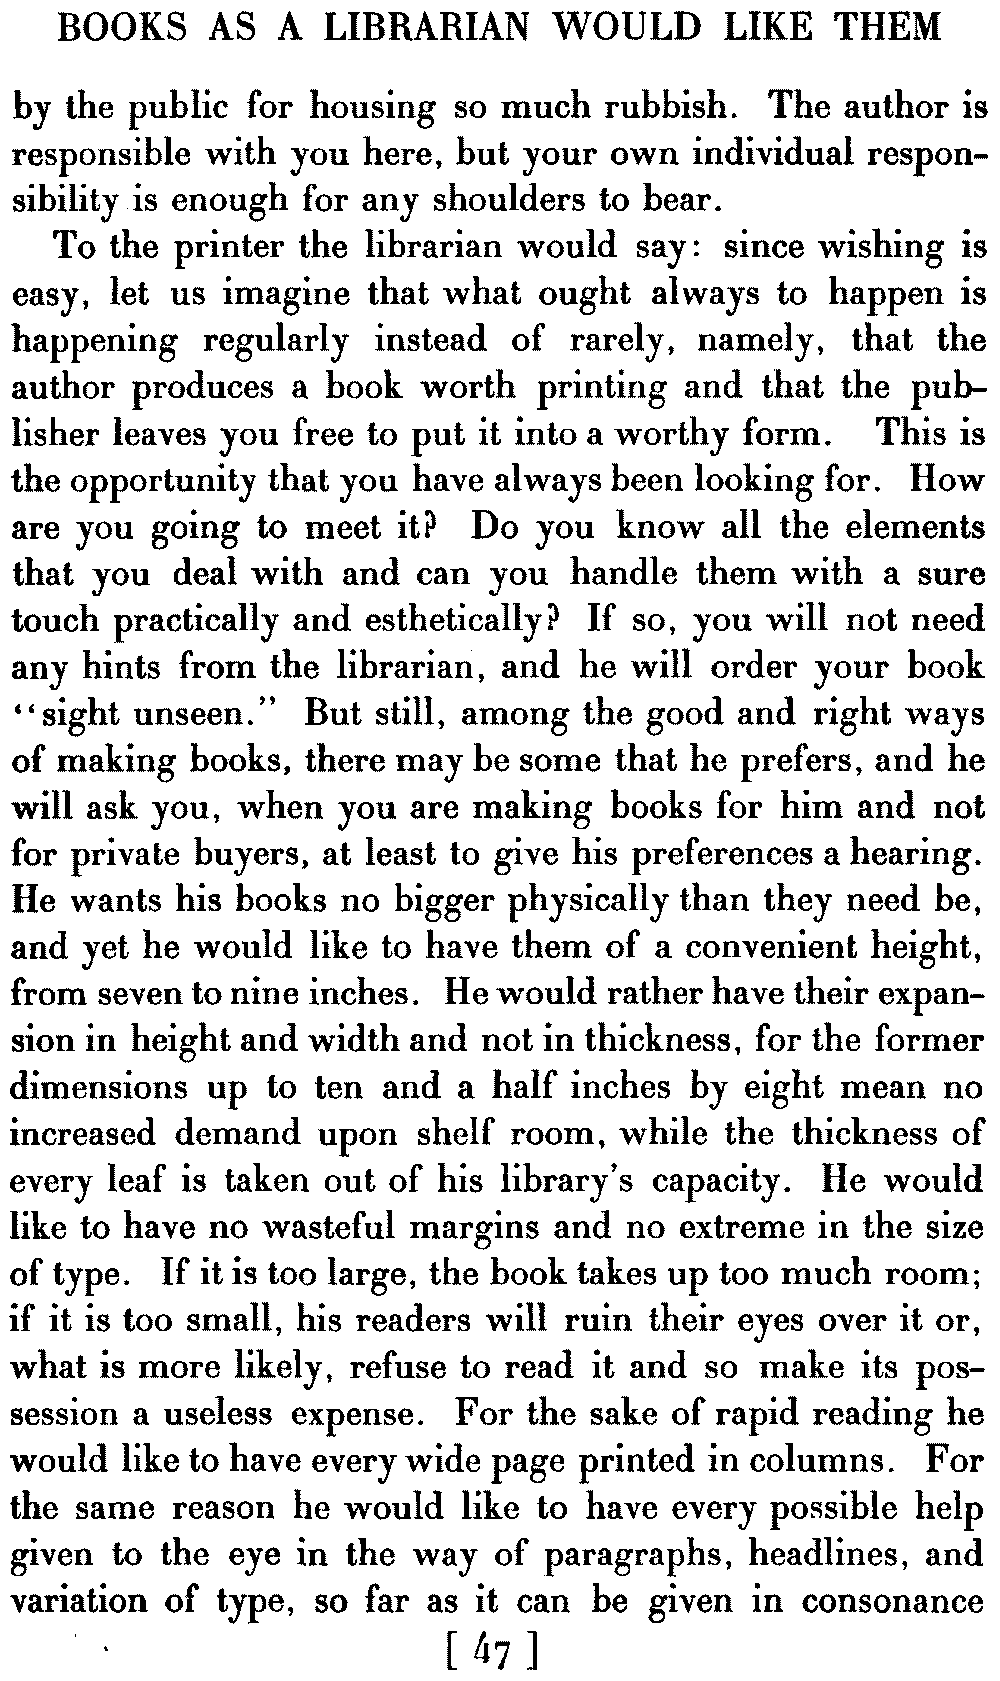 BOOKS AS A LIBRARIAN WOULD LIKE THEM
by the public for housing so much rubbish. The author is
responsible with you here, but your own individual respon-
sibility is enough for any shoulders to bear.
To the printer the librarian would say: since wishing is
easy, let us imagine that what ought always to happen is
happening regularly instead of rarely, namely, that the
author produces a book worth printing and that the pub-
lisher leaves you free to put it into a worthy form. This is
the opportunity that you have always been looking for. How
are you going to meet it? Do you know all the elements
that you deal with and can you handle them with a sure
touch practically and esthetically? If so, you will not need
any hints from the librarian, and he will order your book
“sight unseen.” But still, among the good and right ways
of making books, there may be some that he prefers, and he
will ask you, when you are making books for him and not
for private buyers, at least to give his preferences a hearing.
He wants his books no bigger physically than they need be,
and yet he would like to have them of a convenient height,
from seven to nine inches. He would rather have their expan-
sion in height and width and not in thickness, for the former
dimensions up to ten and a half inches by eight mean no
increased demand upon shelf room, while the thickness of
every leaf is taken out of his library's capacity. He would
like to have no wasteful margins and no extreme in the size
of type. If it is too large, the book takes up too much room;
if it is too small, his readers will ruin their eyes over it or,
what is more likely, refuse to read it and so make its pos-
session a useless expense. For the sake of rapid reading he
would like to have every wide page printed in columns. For
the same reason he would like to have every possible help
given to the eye in the way of paragraphs, headlines, and
variation of type, so far as it can be given in consonance
[ 47 ]